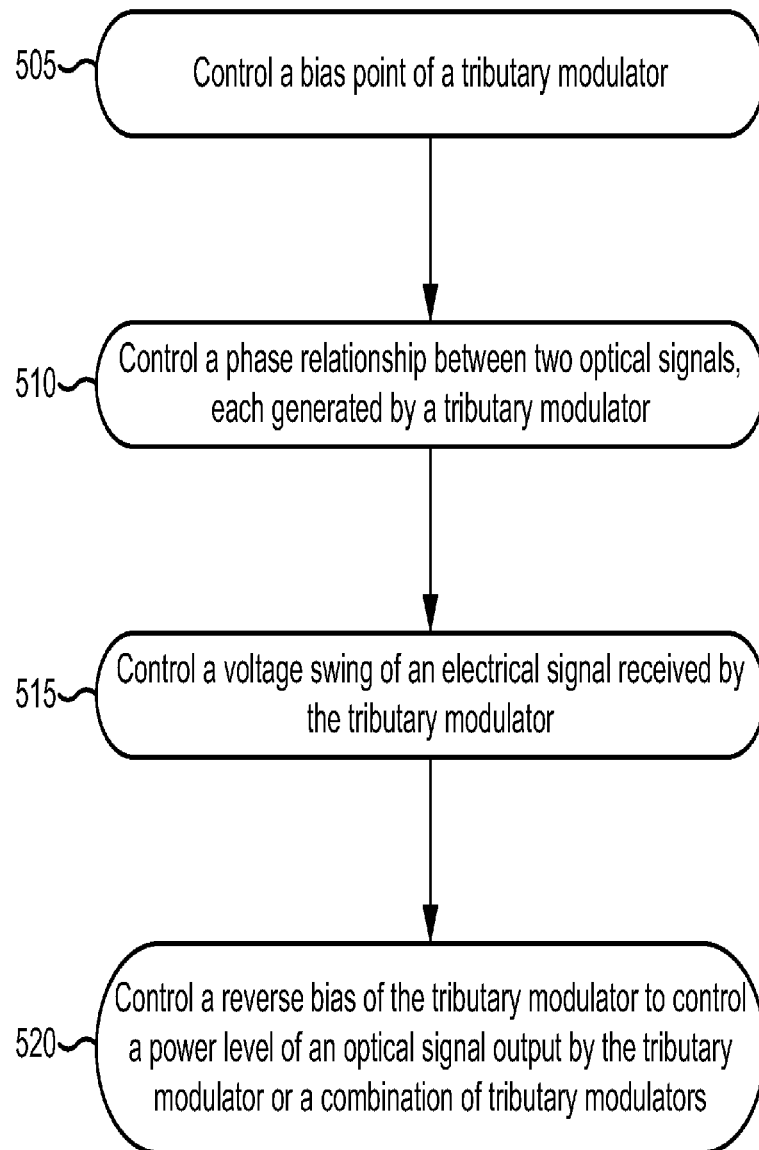 505
Control a bias point of a tributary modulator
510
Control a phase relationship between two optical signals,
each generated by a tributary modulator
515
Control a voltage swing of an electrical signal received by
the tributary modulator
520
Control a reverse bias of the tributary modulator to control
a power level of an optical signal output by the tributary
modulator or a combination of tributary modulators